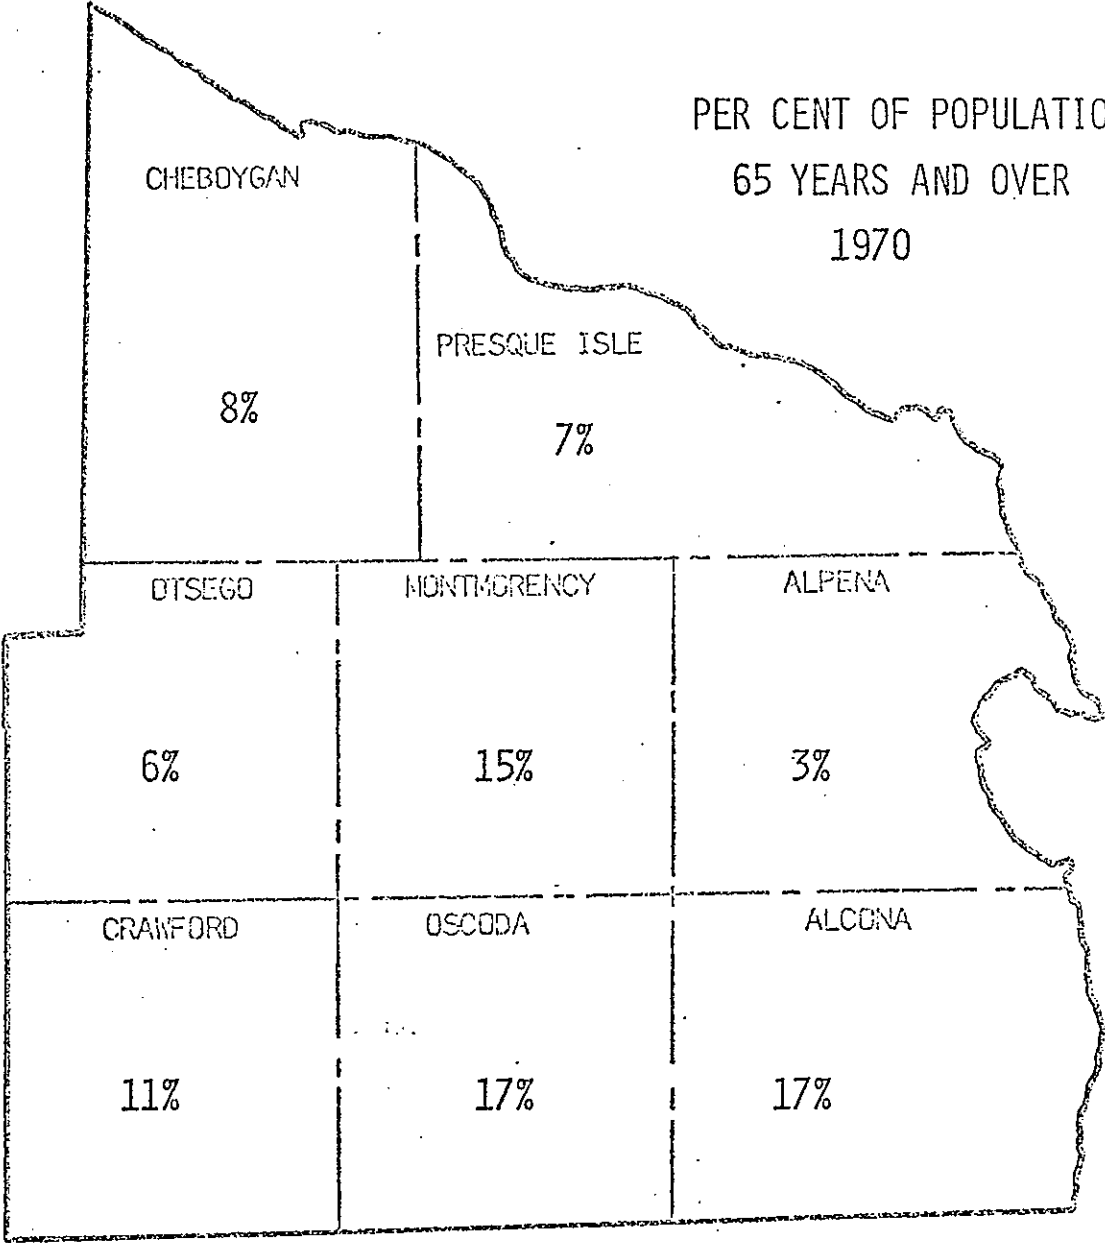 PER CENT OF POPULATIO
65 YEARS AND OVER
1970
CHEBOYGAN
8%
PRESQUE ISLE
7%
OTSEGO
6%
MONTMORENCY
15%
ALPENA
3%
CRAWFORD
11%
OSCODA
17%
ALCONA
17%